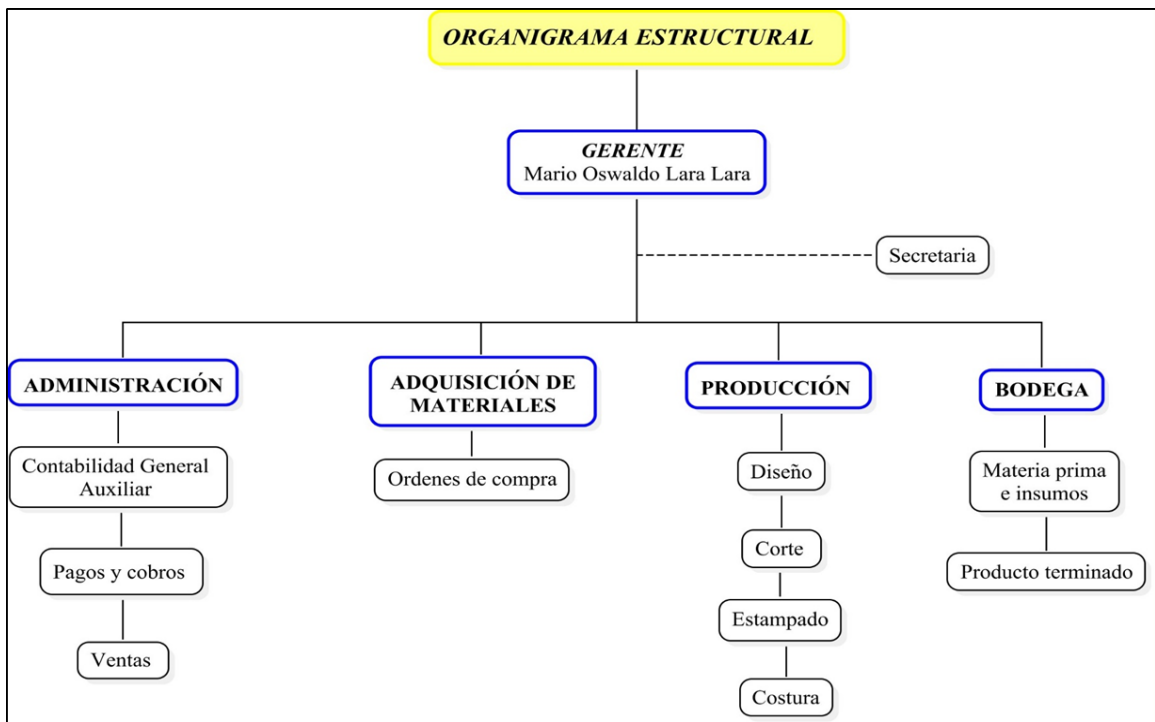 ORGANIGRAMA ESTRUCTURAL
GERENTE
Mario Oswaldo Lara Lara
Secretaria
ADMINISTRACIÓN
Contabilidad General
Auxiliar
Pagos y cobros
Ventas
ADQUISICIÓN DE
MATERIALES
Ordenes de compra
PRODUCCIÓN
Diseño
Corte
Estampado
Costura
BODEGA
Materia prima
e insumos
Producto terminado